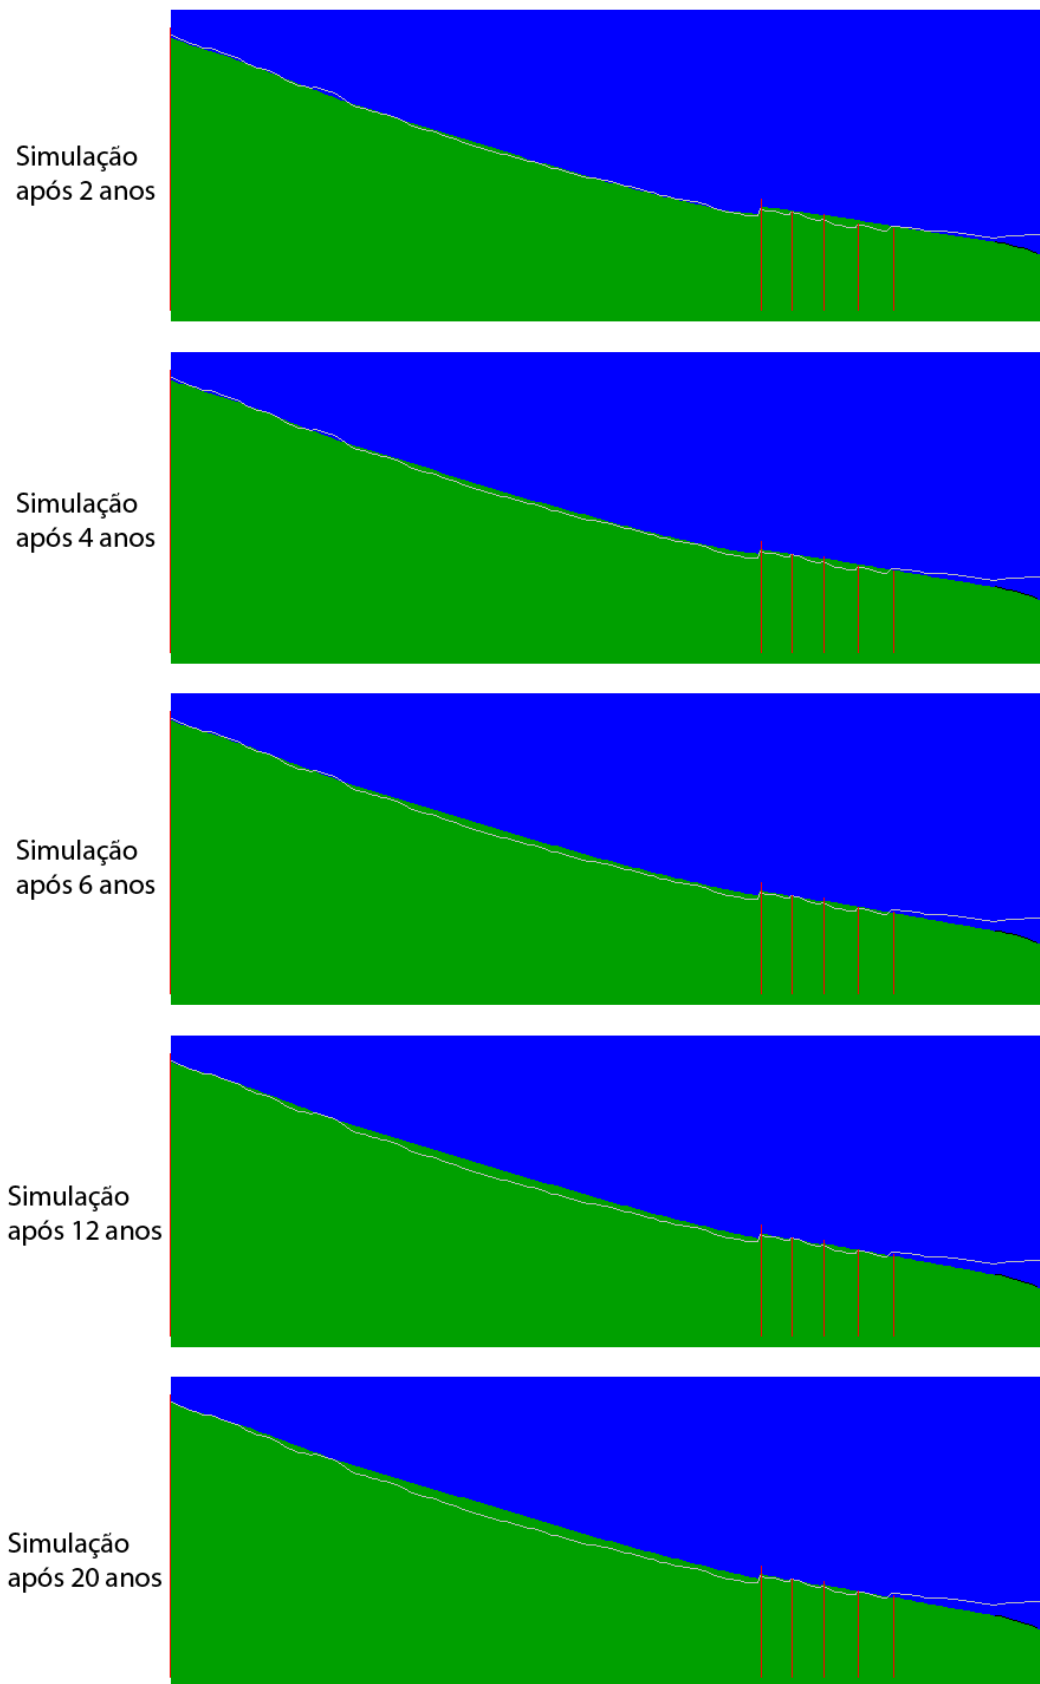 Simulação
após 2 anos
Simulação
após 4 anos
Simulação
após 6 anos
Simulação
após 12 anos
Simulação
após 20 anos